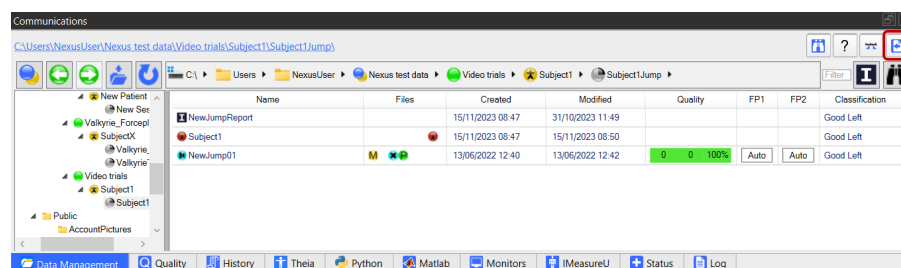 Communications
C:\Users\NexusUser\Nexus test data\Video trials\Subject1\Subject1Jump\
?
C:\ Users NexusUser Nexus test data Video trials Subject1 Subject1Jump Filter I
New Patient
New Ses
Valkyrie_Forcepl
SubjectX
Valkyrie_
Valkyrie
Video trials
Subject1
Subject1
Public
AccountPictures
Name Files Created Modified Quality FP1 FP2 Classification
I NewJumpReport 15/11/2023 08:47 31/10/2023 11:49 Good Left
Subject1 15/11/2023 08:47 15/11/2023 08:50 Good Left
NewJump01 M P 13/06/2022 12:40 13/06/2022 12:42 0 0 100% Auto Auto Good Left
Data Management Quality History Theia Python Matlab Monitors IMeasureU Status Log